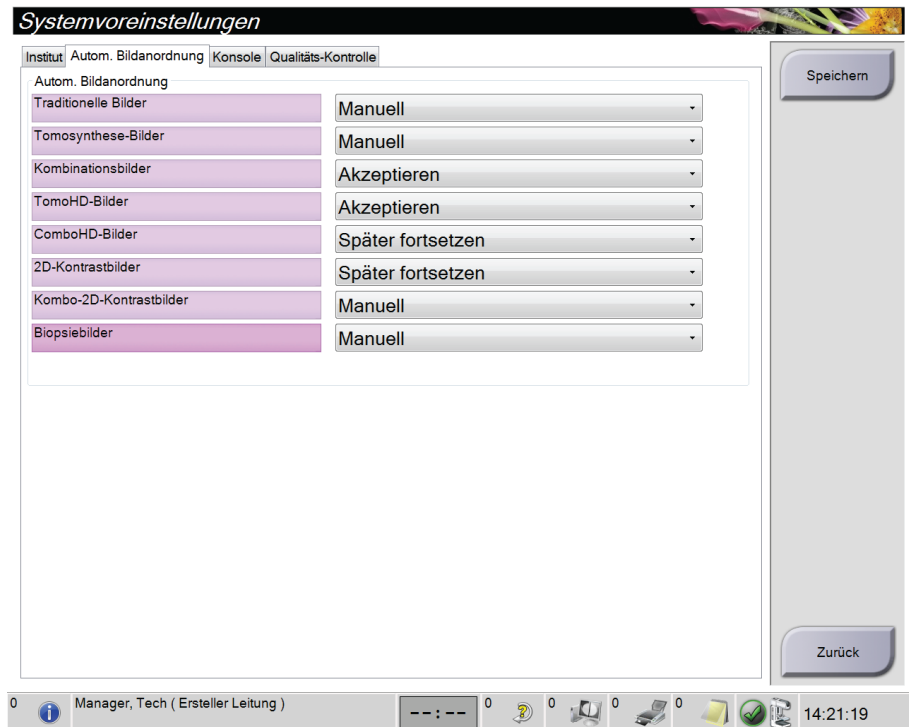 Systemvoreinstellungen
Institut Autom. Bildanordnung Konsole Qualitäts-Kontrolle
Speichern
Autom. Bildanordnung
Traditionelle Bilder Manuell
Tomosynthese-Bilder Manuell
Kombinationsbilder Akzeptieren
TomoHD-Bilder Akzeptieren
ComboHD-Bilder Später fortsetzen
2D-Kontrastbilder Später fortsetzen
Kombo-2D-Kontrastbilder Manuell
Biopsiebilder Manuell
Zurück
0 Manager, Tech ( Ersteller Leitung ) --:-- 0 0 0 0 14:21:19